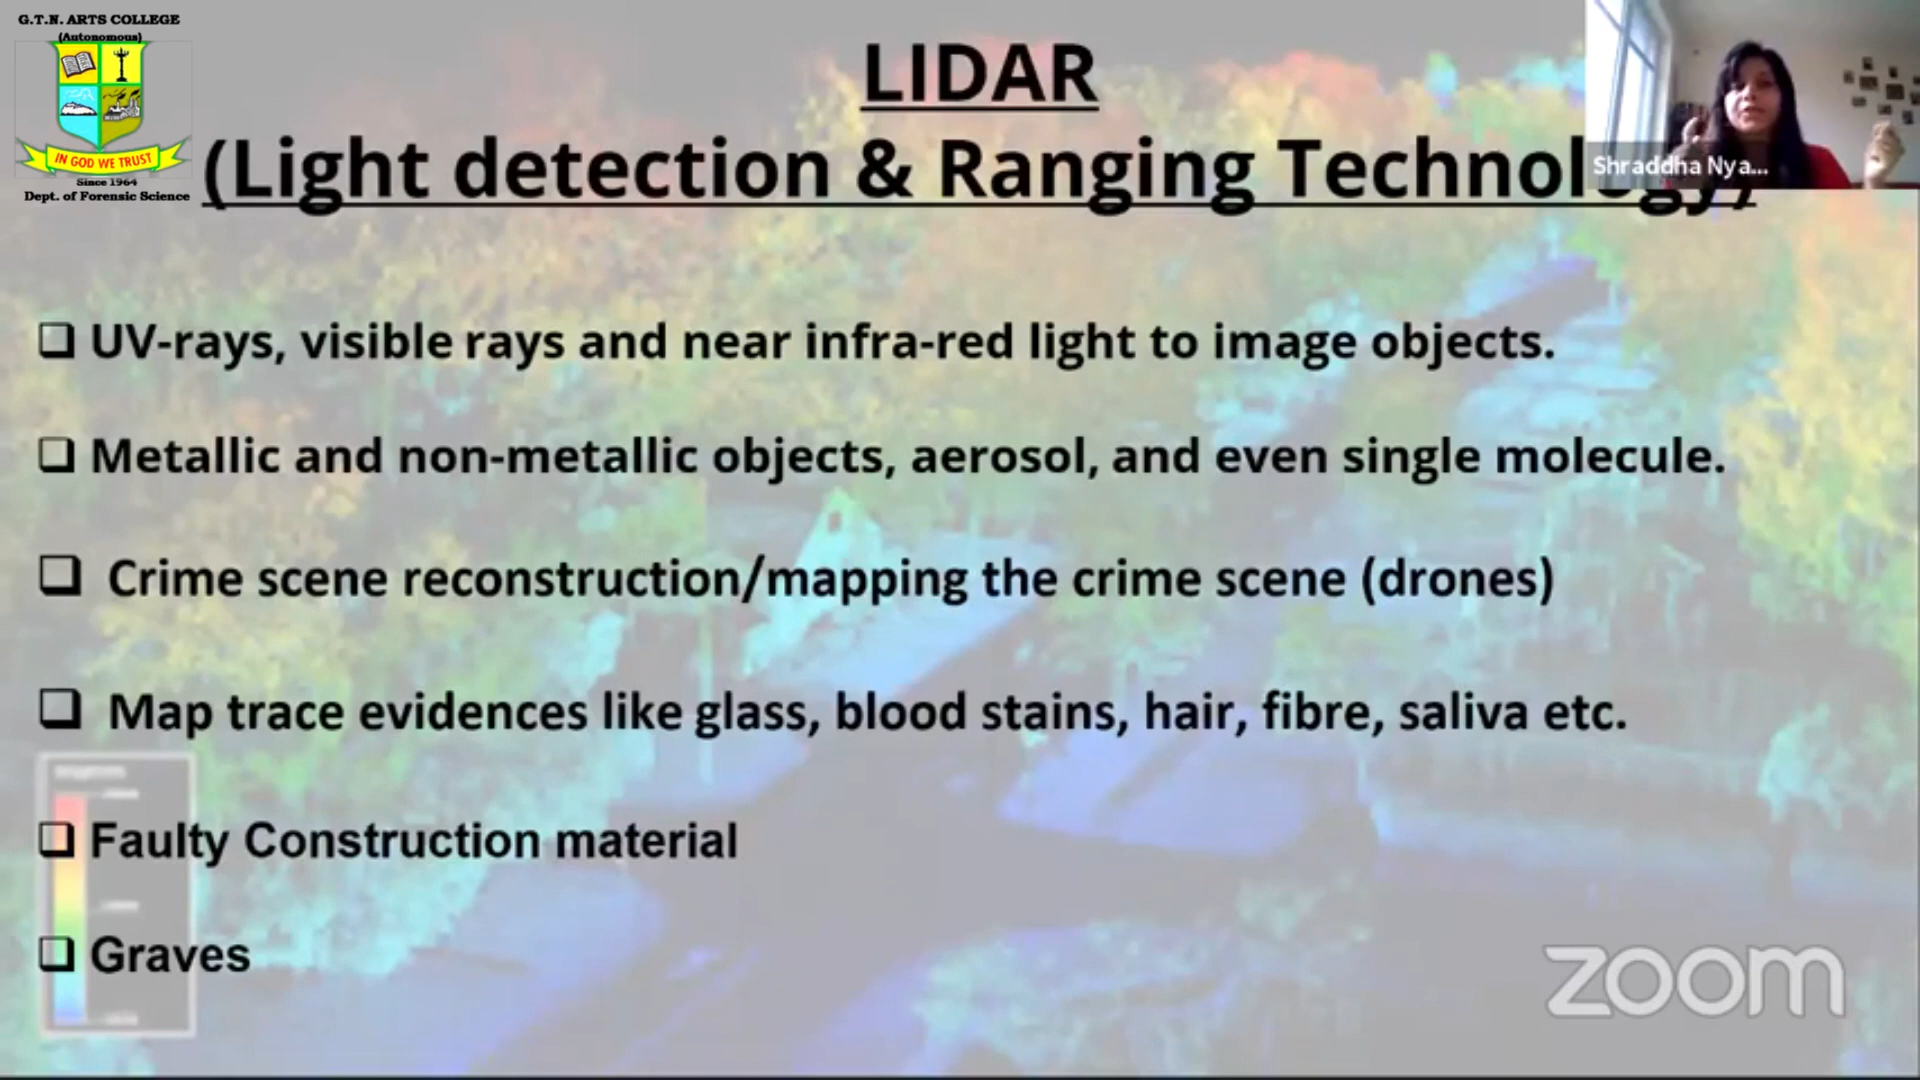 G.T.N. ARTS COLLEGE
(Autonomous)
IN GOD WE TRUST
Since 1964
Dept. of Forensic Science
LIDAR
(Light detection & Ranging Technology)
Shraddha Nya...
UV-rays, visible rays and near infra-red light to image objects.
Metallic and non-metallic objects, aerosol, and even single molecule.
Crime scene reconstruction/mapping the crime scene (drones)
Map trace evidences like glass, blood stains, hair, fibre, saliva etc.
Faulty Construction material
Graves
zoom